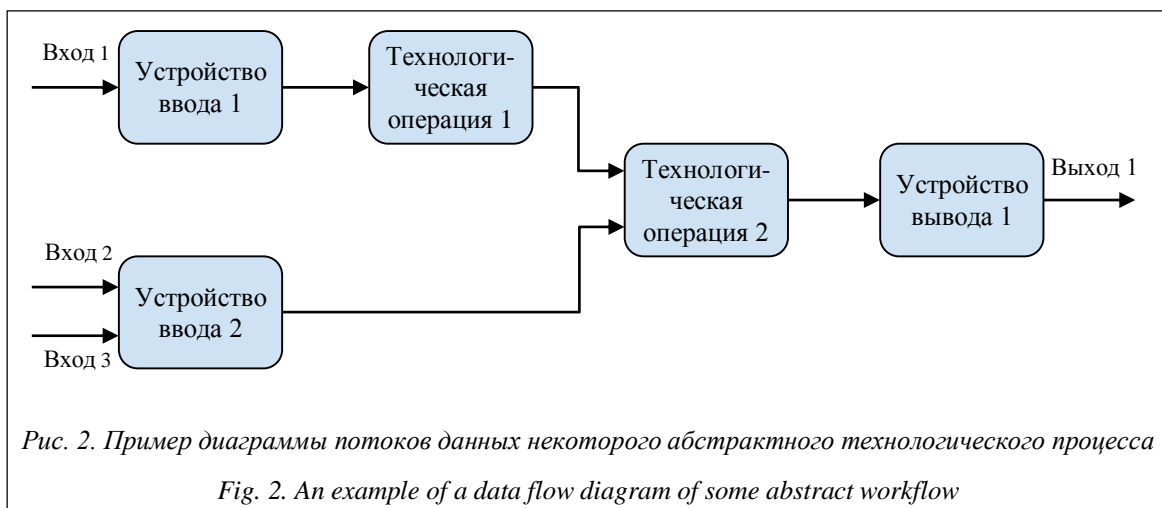 Вход 1
Устройство
ввода 1
Технологи-
ческая
операция 1
Технологи-
ческая
операция 2
Устройство
вывода 1
Выход 1
Вход 2
Устройство
ввода 2
Вход 3
Рис. 2. Пример диаграммы потоков данных некоторого абстрактного технологического процесса
Fig. 2. An example of a data flow diagram of some abstract workflow